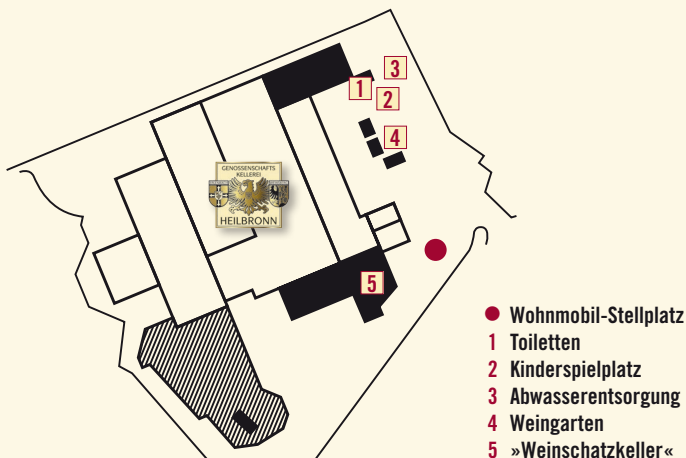 3
1
2
4
GENOSSENSCHAFTS
KELLEREI
HEILBRONN
5
Wohnmobil-Stellplatz
1 Toiletten
2 Kinderspielplatz
3 Abwasserentsorgung
4 Weingarten
5 »Weinschatzkeller«